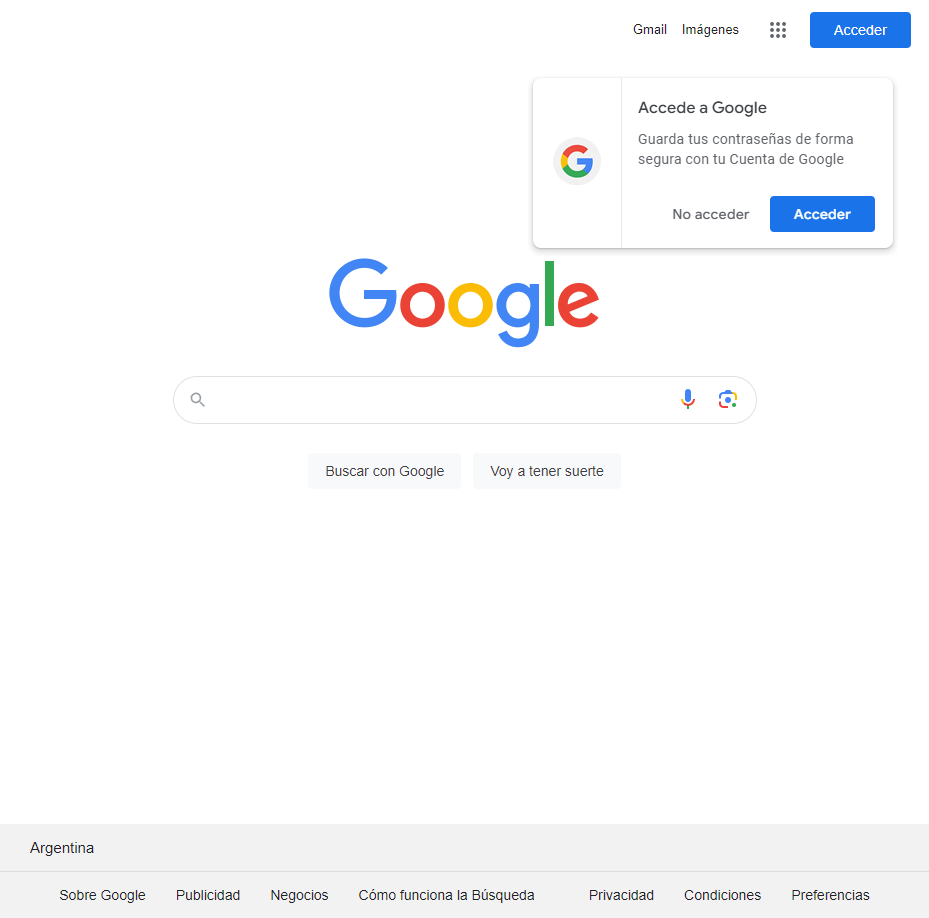 Gmail Imágenes Acceder
Accede a Google
Guarda tus contraseñas de forma
segura con tu Cuenta de Google
No acceder Acceder
Google
Buscar con Google Voy a tener suerte
Argentina
Sobre Google Publicidad Negocios Cómo funciona la Búsqueda Privacidad Condiciones Preferencias